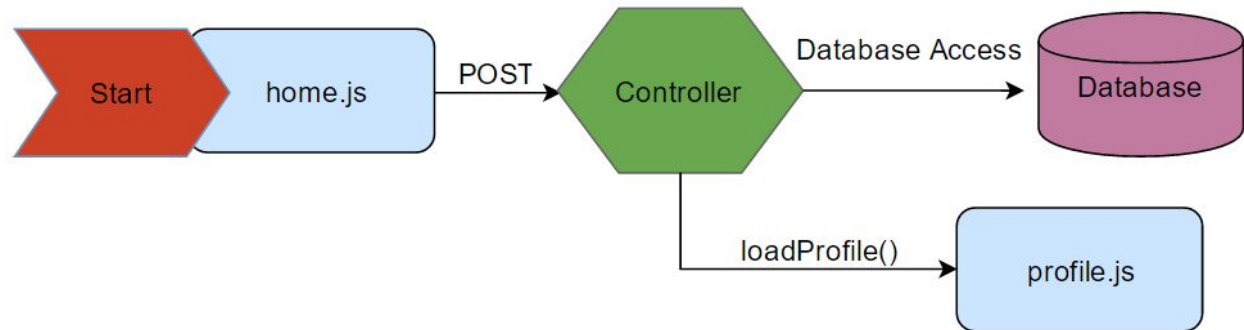 Start
home.js
POST
Controller
Database Access
Database
loadProfile()
profile.js